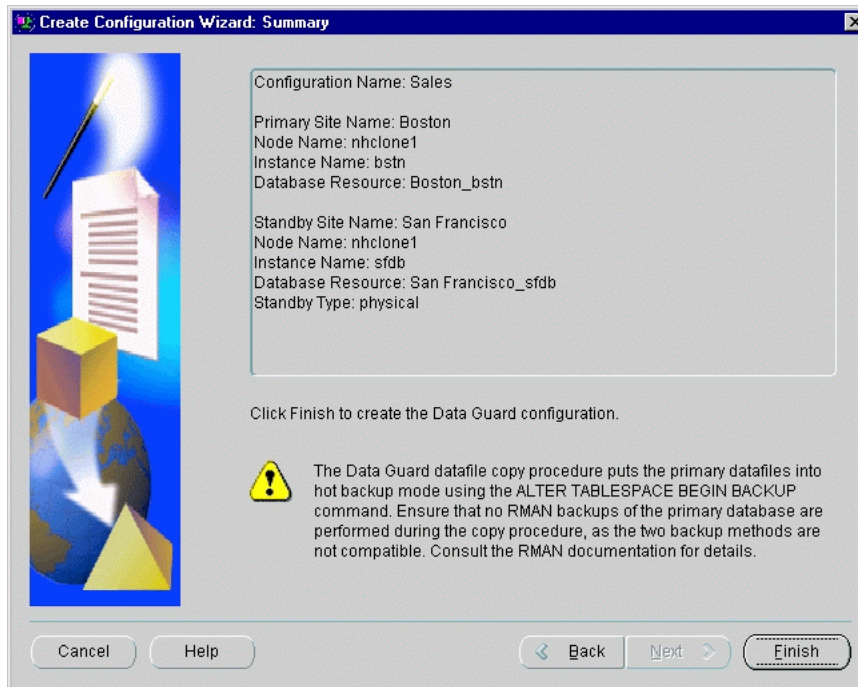 Create Configuration Wizard: Summary
Configuration Name: Sales
Primary Site Name: Boston
Node Name: nhclone1
Instance Name: bstn
Database Resource: Boston_bstn
Standby Site Name: San Francisco
Node Name: nhclone1
Instance Name: sfdb
Database Resource: San Francisco_sfdb
Standby Type: physical
Click Finish to create the Data Guard configuration.
The Data Guard datafile copy procedure puts the primary datafiles into
hot backup mode using the ALTER TABLESPACE BEGIN BACKUP
command. Ensure that no RMAN backups of the primary database are
performed during the copy procedure, as the two backup methods are
not compatible. Consult the RMAN documentation for details.
Cancel Help Back Next Finish